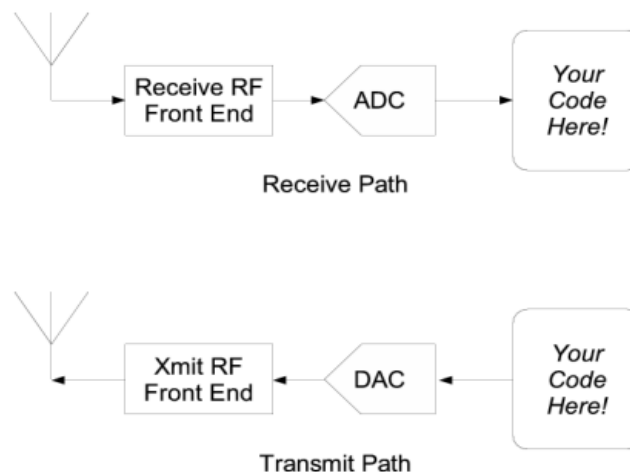 Receive RF
Front End
ADC
Your
Code
Here!
Receive Path
Xmit RF
Front End
DAC
Your
Code
Here!
Transmit Path